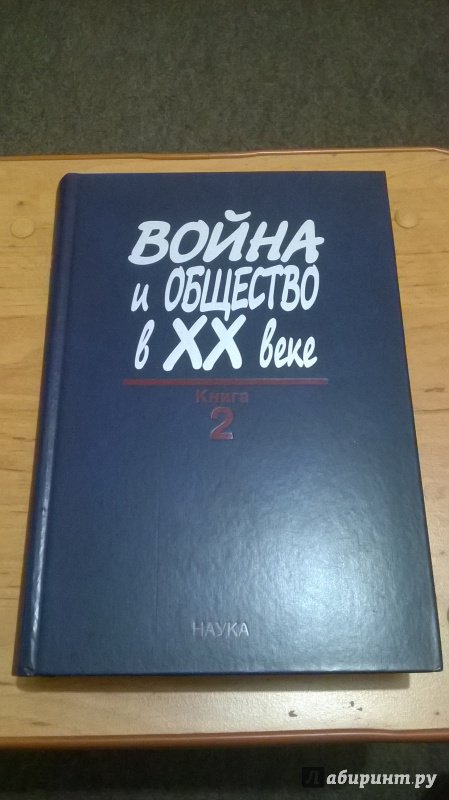 ВОЙНА
и ОБЩЕСТВО
в XX веке
Книга
2
НАУКА
Лабиринт.ру